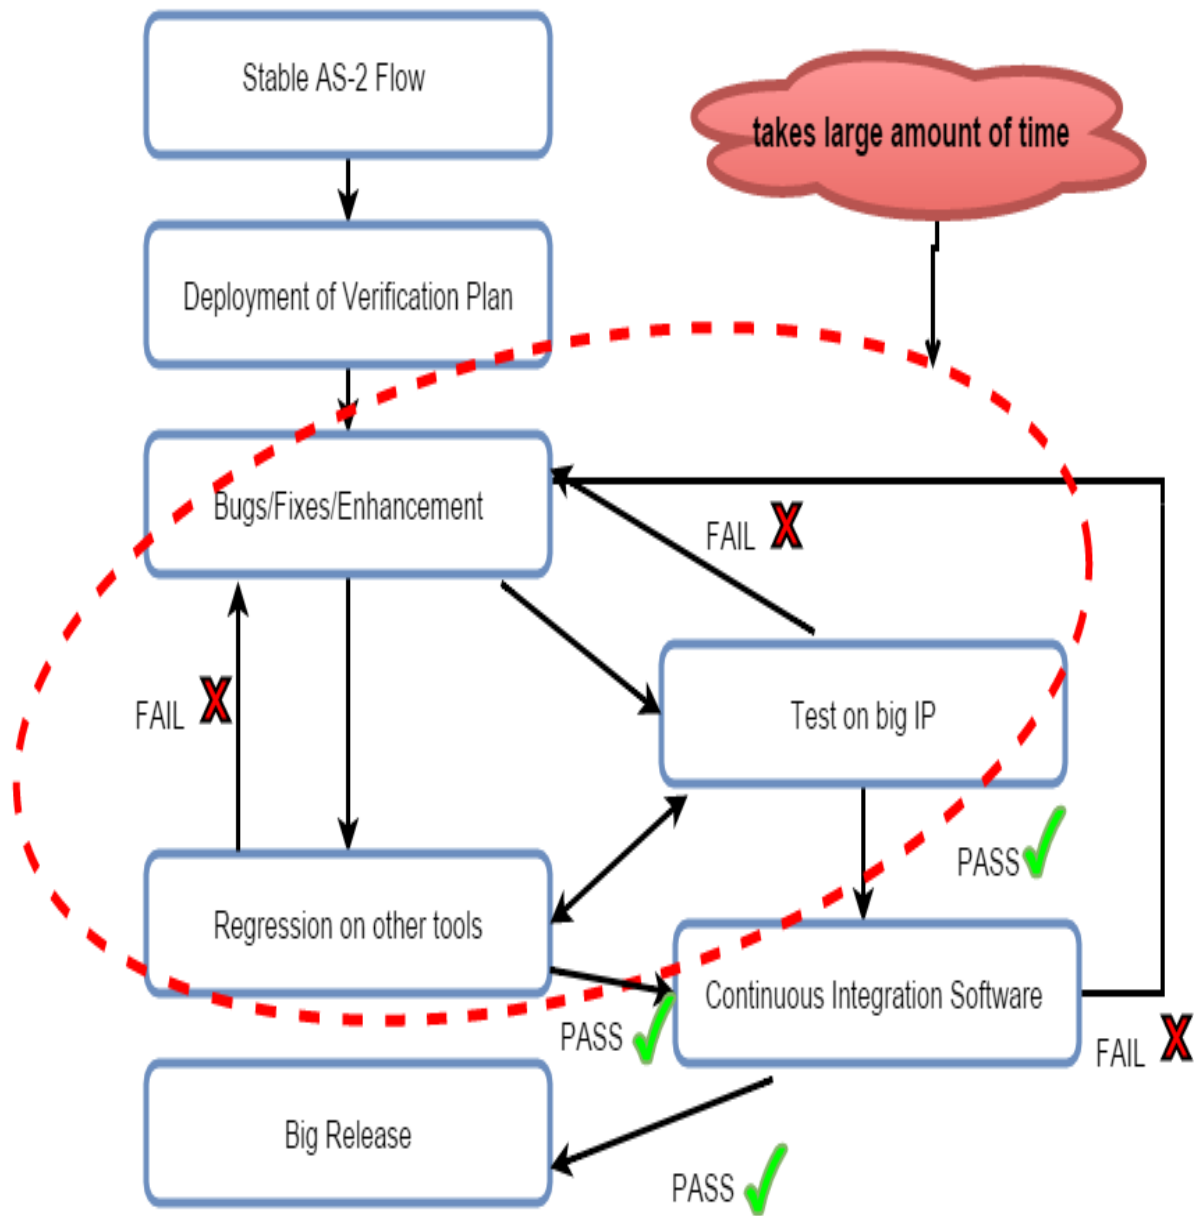 Stable AS-2 Flow
takes large amount of time
Deployment of Verification Plan
Bugs/Fixes/Enhancement
FAIL X
FAIL X
Test on big IP
PASS
Regression on other tools
Continuous Integration Software
PASS
FAIL X
Big Release
PASS